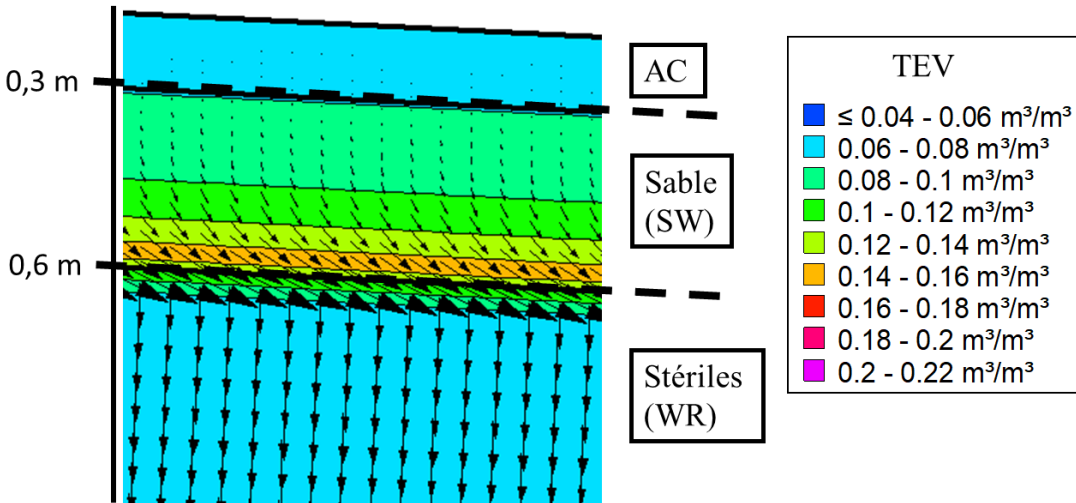 0,3 m
0,6 m
AC
Sable
(SW)
Stériles
(WR)
TEV
≤ 0.04 - 0.06 m³/m³
0.06 - 0.08 m³/m³
0.08 - 0.1 m³/m³
0.1 - 0.12 m³/m³
0.12 - 0.14 m³/m³
0.14 - 0.16 m³/m³
0.16 - 0.18 m³/m³
0.18 - 0.2 m³/m³
0.2 - 0.22 m³/m³